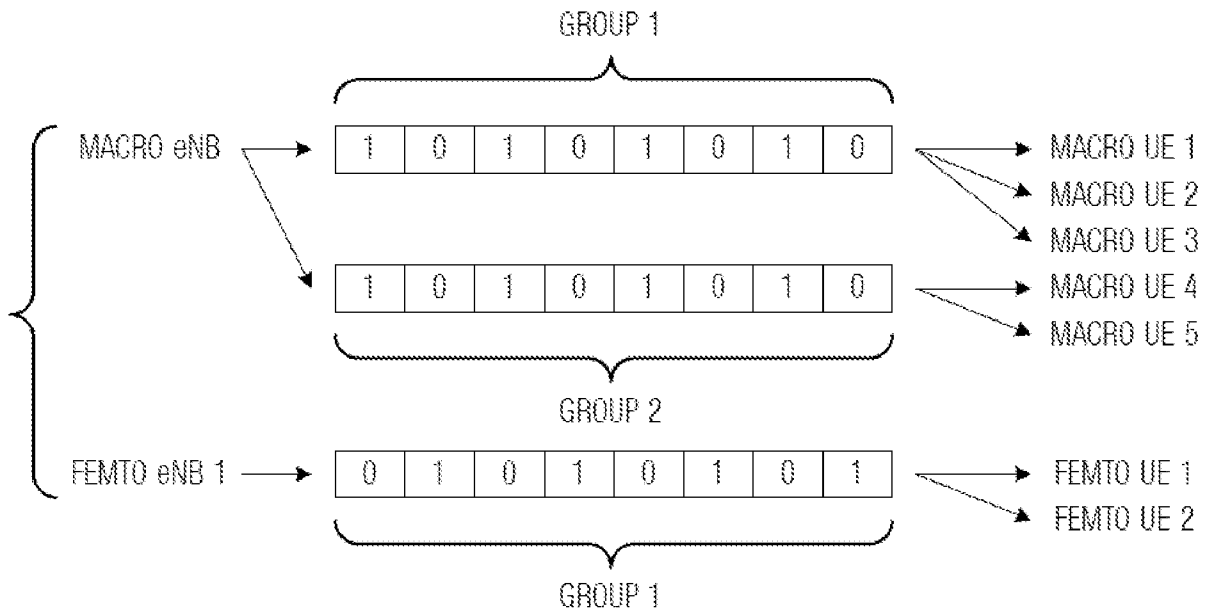 GROUP 1
MACRO eNB 1 0 1 0 1 0 1 0 MACRO UE 1
MACRO UE 2
MACRO UE 3
1 0 1 0 1 0 1 0 MACRO UE 4
MACRO UE 5
GROUP 2
FEMTO eNB 1 0 1 0 1 0 1 0 1 FEMTO UE 1
FEMTO UE 2
GROUP 1